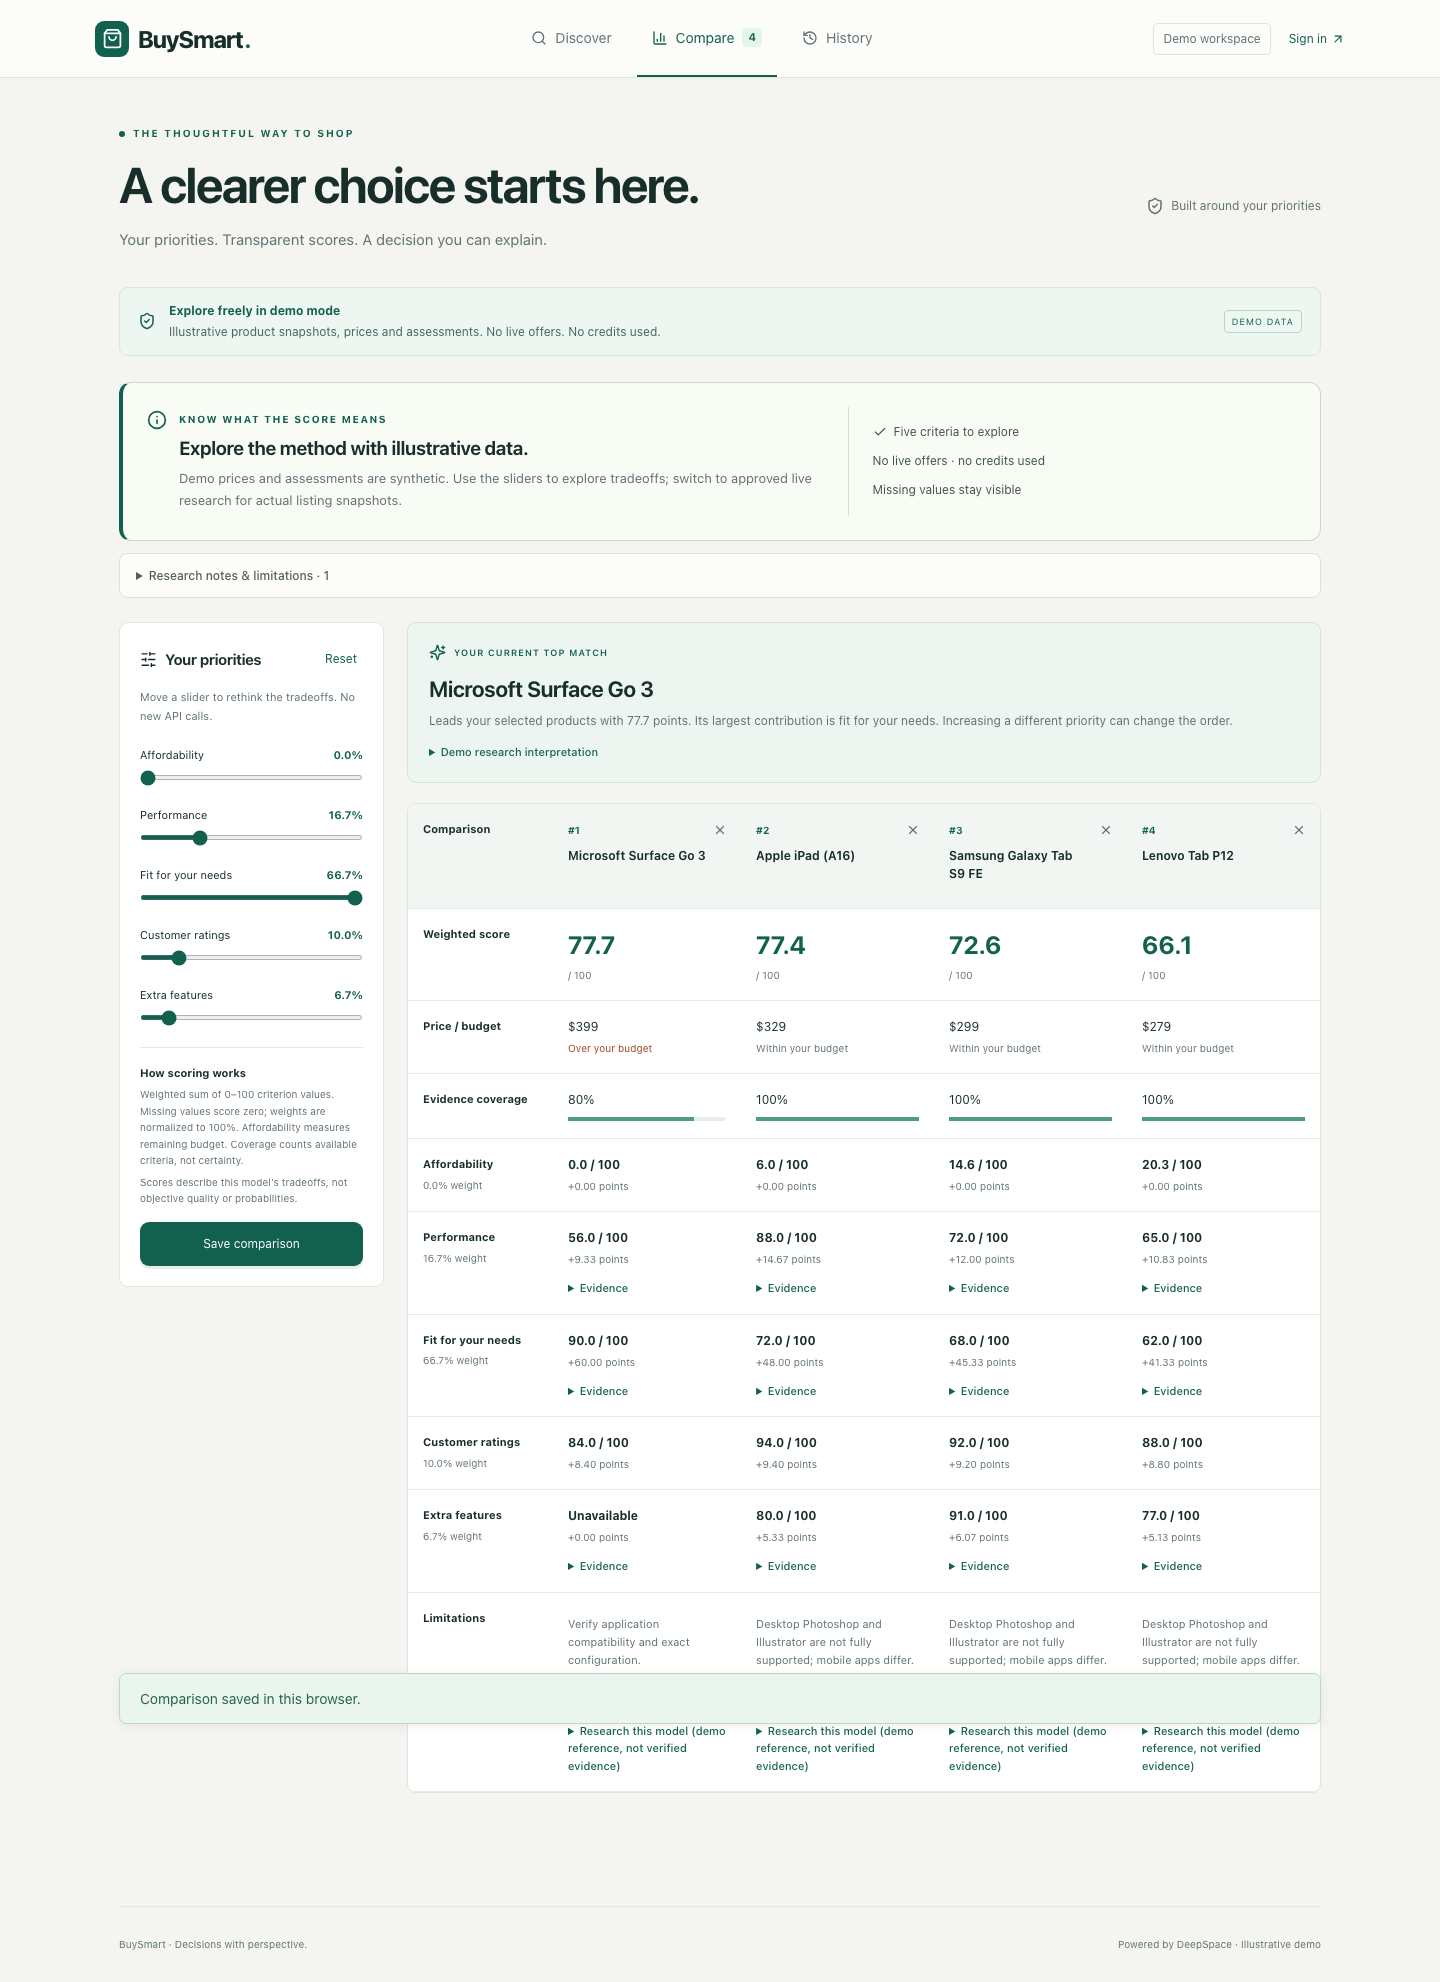 BuySmart.
Discover
Compare 4
History
Demo workspace
Sign in
THE THOUGHTFUL WAY TO SHOP
A clearer choice starts here.
Your priorities. Transparent scores. A decision you can explain.
Built around your priorities
Explore freely in demo mode
Illustrative product snapshots, prices and assessments. No live offers. No credits used.
DEMO DATA
KNOW WHAT THE SCORE MEANS
Explore the method with illustrative data.
Demo prices and assessments are synthetic. Use the sliders to explore tradeoffs; switch to approved live
research for actual listing snapshots.
Five criteria to explore
No live offers · no credits used
Missing values stay visible
Research notes & limitations · 1
Your priorities
Reset
Move a slider to rethink the tradeoffs. No
new API calls.
Affordability 0.0%
Performance 16.7%
Fit for your needs 66.7%
Customer ratings 10.0%
Extra features 6.7%
How scoring works
Weighted sum of 0–100 criterion values.
Missing values score zero; weights are
normalized to 100%. Affordability measures
remaining budget. Coverage counts available
criteria, not certainty.
Scores describe this model's tradeoffs, not
objective quality or probabilities.
Save comparison
YOUR CURRENT TOP MATCH
Microsoft Surface Go 3
Leads your selected products with 77.7 points. Its largest contribution is fit for your needs. Increasing a different priority can change the order.
Demo research interpretation
Comparison #1 #2 #3 #4
Microsoft Surface Go 3 Apple iPad (A16) Samsung Galaxy Tab Lenovo Tab P12
S9 FE
Weighted score 77.7 77.4 72.6 66.1
/ 100 / 100 / 100 / 100
Price / budget $399 $329 $299 $279
Over your budget Within your budget Within your budget Within your budget
Evidence coverage 80% 100% 100% 100%
Affordability 0.0 / 100 6.0 / 100 14.6 / 100 20.3 / 100
0.0% weight +0.00 points +0.00 points +0.00 points +0.00 points
Performance 56.0 / 100 88.0 / 100 72.0 / 100 65.0 / 100
16.7% weight +9.33 points +14.67 points +12.00 points +10.83 points
Evidence Evidence Evidence Evidence
Fit for your needs 90.0 / 100 72.0 / 100 68.0 / 100 62.0 / 100
66.7% weight +60.00 points +48.00 points +45.33 points +41.33 points
Evidence Evidence Evidence Evidence
Customer ratings 84.0 / 100 94.0 / 100 92.0 / 100 88.0 / 100
10.0% weight +8.40 points +9.40 points +9.20 points +8.80 points
Extra features Unavailable 80.0 / 100 91.0 / 100 77.0 / 100
6.7% weight +0.00 points +5.33 points +6.07 points +5.13 points
Evidence Evidence Evidence Evidence
Limitations Verify application Desktop Photoshop and Desktop Photoshop and Desktop Photoshop and
compatibility and exact Illustrator are not fully Illustrator are not fully Illustrator are not fully
configuration. supported; mobile apps differ. supported; mobile apps differ. supported; mobile apps differ.
Comparison saved in this browser.
Research this model (demo Research this model (demo Research this model (demo Research this model (demo
reference, not verified reference, not verified reference, not verified reference, not verified
evidence) evidence) evidence) evidence)
BuySmart · Decisions with perspective.
Powered by DeepSpace · Illustrative demo